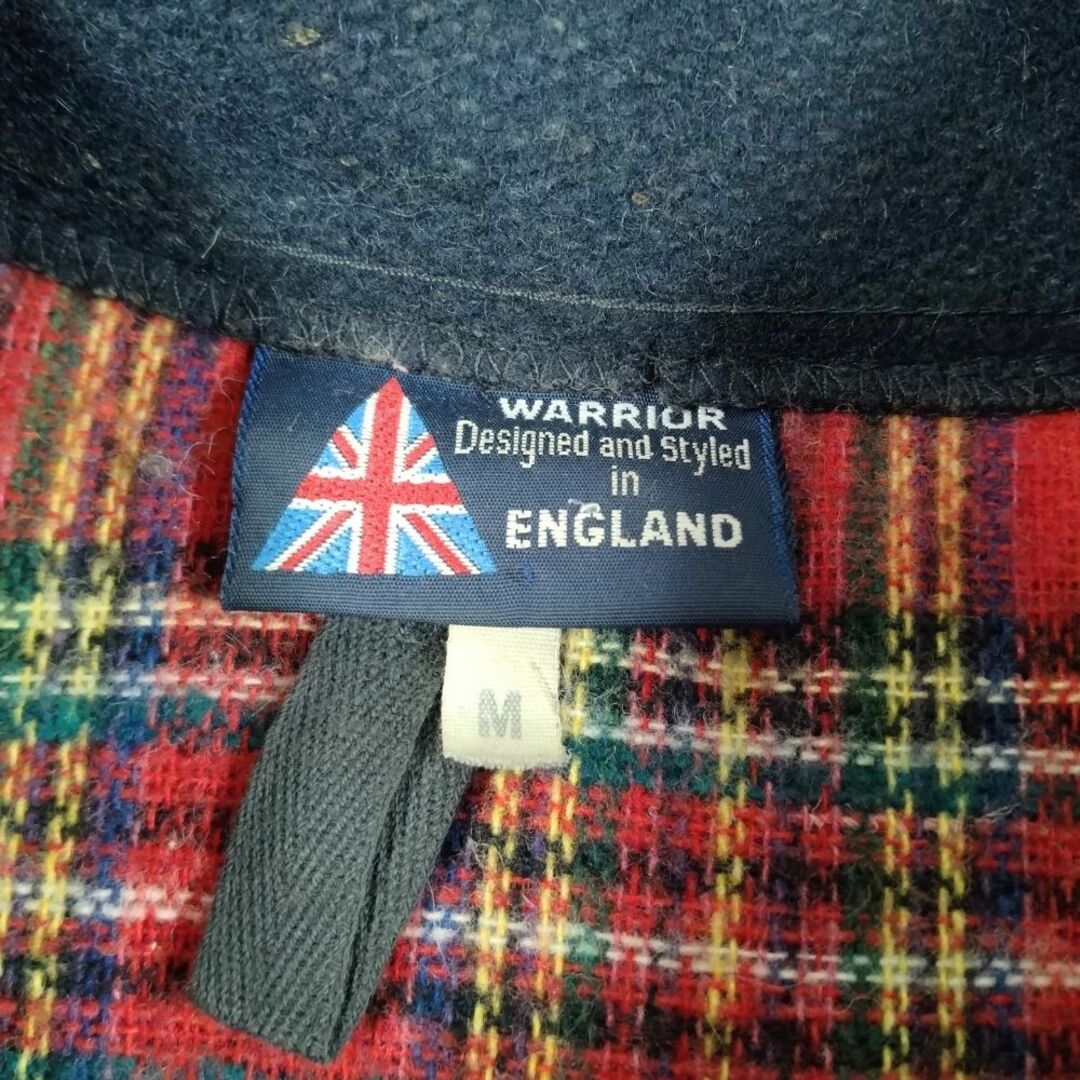 WARRIOR
Designed and Styled
in
ENGLAND
M